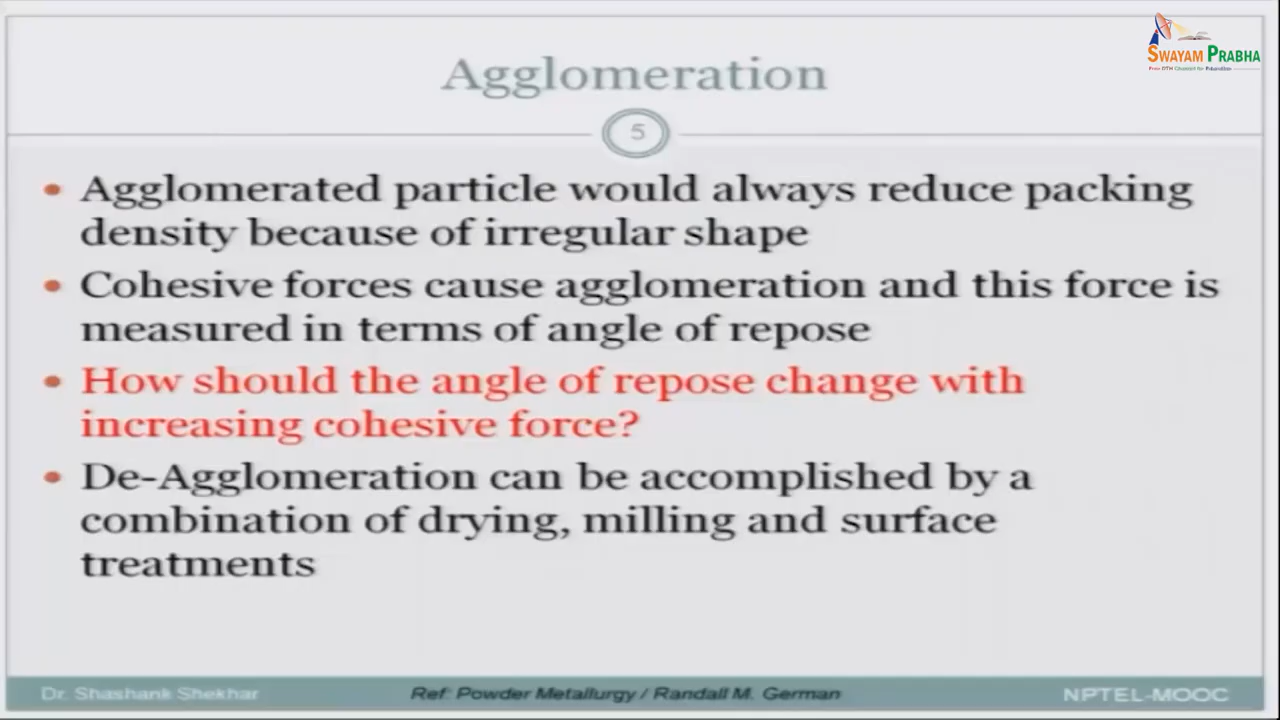 SWAYAM PRABHA
Agglomeration
5
• Agglomerated particle would always reduce packing
density because of irregular shape
• Cohesive forces cause agglomeration and this force is
measured in terms of angle of repose
• How should the angle of repose change with
increasing cohesive force?
• De-Agglomeration can be accomplished by a
combination of drying, milling and surface
treatments
Dr. Shashank Shekhar
Ref: Powder Metallurgy / Randall M. German
NPTEL-MOOC